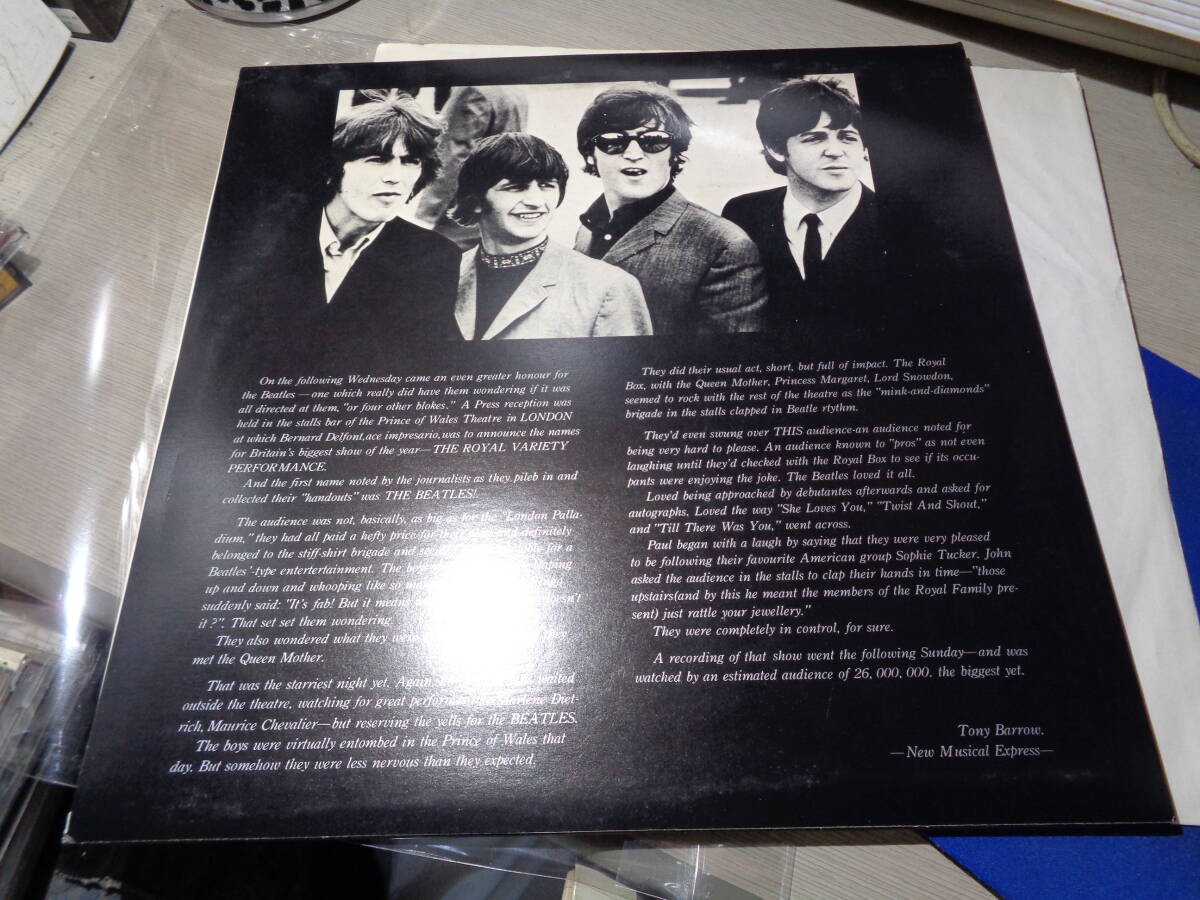 On the following Wednesday came an even greater honour for
the Beatles—one which really did have them wondering if it was
all directed at them, "or four other blokes." A Press reception was
held in the stalls bar of the Prince of Wales Theatre in LONDON
at which Bernard Delfont,ace impresario,was to announce the names
for Britain's biggest show of the year—THE ROYAL VARIETY
PERFORMANCE.
And the first name noted by the journalists as they pileb in and
collected their "handouts" was THE BEATLES!
The audience was not, basically, as big as for the "London Palla-
dium," they had all paid a hefty price for their seats and definitely
belonged to the stiff-shirt brigade and for a
Beatles'-type entertertainment. The
up and down and whooping like so
suddenly said: "It's fab! But it means
it?". That set set them wondering.
They also wondered what they were they
met the Queen Mother.
That was the starriest night yet. Again, waited
outside the theatre, watching for great Marlene Diet-
rich, Maurice Chevalier—but reserving the yells for the BEATLES.
The boys were virtually entombed in the Prince of Wales that
day. But somehow they were less nervous than they expected.
They did their usual act, short, but full of impact. The Royal
Box, with the Queen Mother, Princess Margaret, Lord Snowdon,
seemed to rock with the rest of the theatre as the "mink-and-diamonds"
brigade in the stalls clapped in Beatle rtythm.
They'd even swung over THIS audience-an audience noted for
being very hard to please. An audience known to "pros" as not even
laughing until they'd checked with the Royal Box to see if its occu-
pants were enjoying the joke. The Beatles loved it all.
Loved being approached by debutantes afterwards and asked for
autographs. Loved the way "She Loves You," "Twist And Shout,"
and "Till There Was You," went across.
Paul began with a laugh by saying that they were very pleased
to be following their favourite American group Sophie Tucker. John
asked the audience in the stalls to clap their hands in time—"those
upstairs(and by this he meant the members of the Royal Family pre-
sent) just rattle your jewellery."
They were completely in control, for sure.
A recording of that show went the following Sunday—and was
watched by an estimated audience of 26,000,000. the biggest yet.
Tony Barrow.
—New Musical Express—